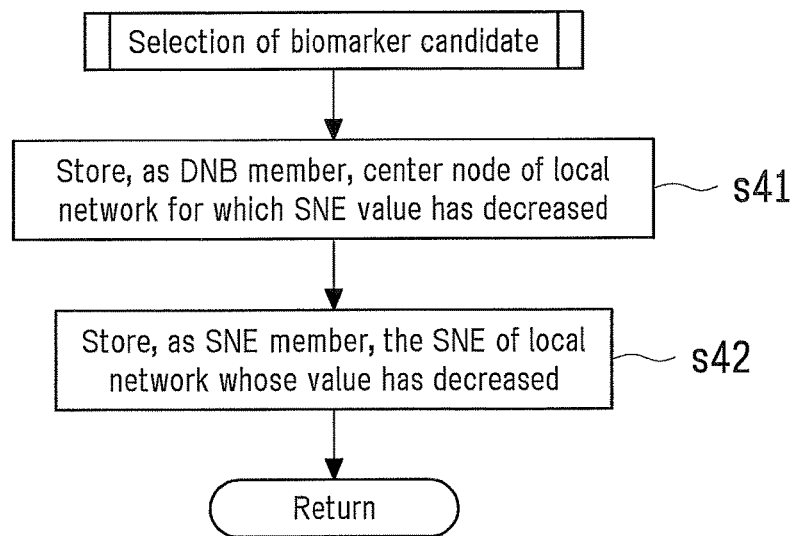 Selection of biomarker candidate
Store, as DNB member, center node of local
network for which SNE value has decreased
s41
Store, as SNE member, the SNE of local
network whose value has decreased
s42
Return